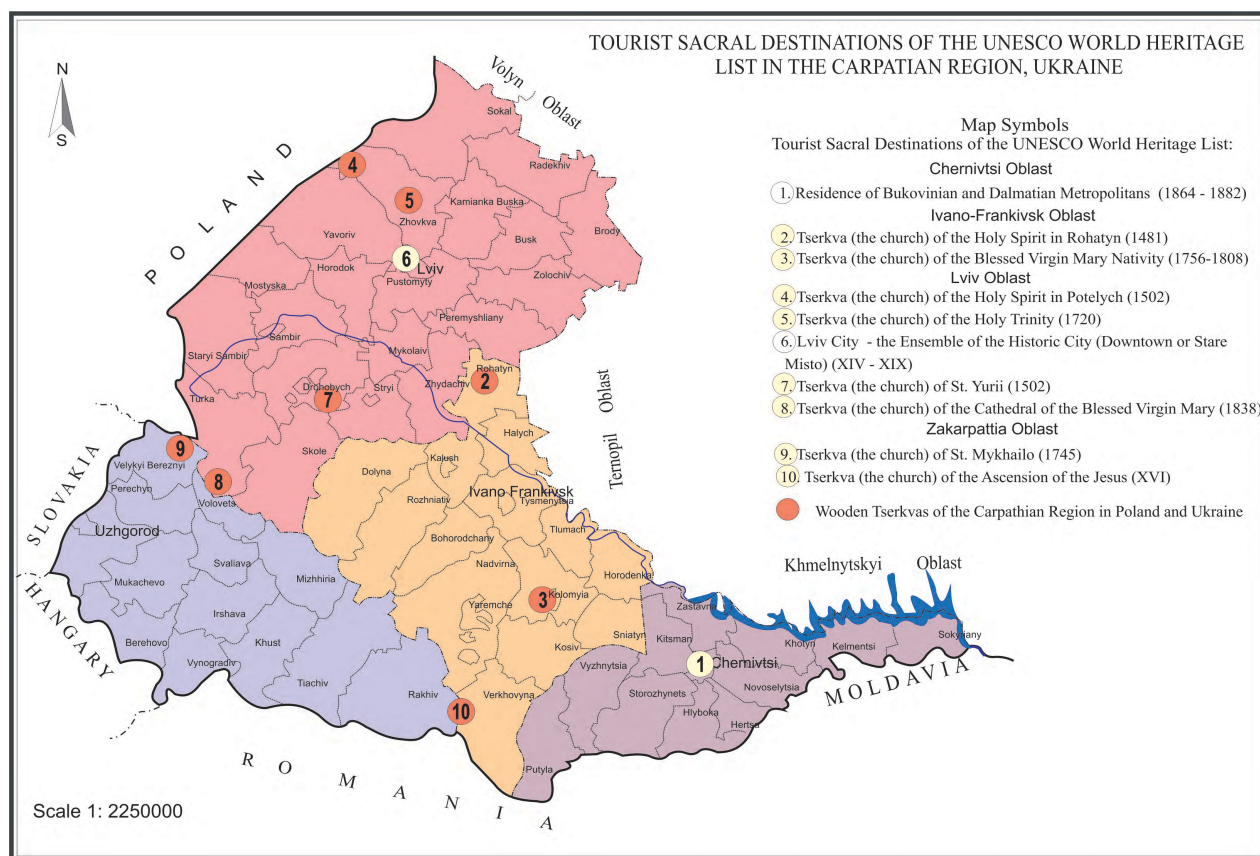 TOURIST SACRAL DESTINATIONS OF THE UNESCO WORLD HERITAGE
LIST IN THE CARPATIAN REGION, UKRAINE
N
S
Map Symbols
Tourist Sacral Destinations of the UNESCO World Heritage List:
Chernivtsi Oblast
1. Residence of Bukovinian and Dalmatian Metropolitans (1864 - 1882)
Ivano-Frankivsk Oblast
2. Tserkva (the church) of the Holy Spirit in Rohatyn (1481)
3. Tserkva (the church) of the Blessed Virgin Mary Nativity (1756-1808)
Lviv Oblast
4. Tserkva (the church) of the Holy Spirit in Potelych (1502)
5. Tserkva (the church) of the Holy Trinity (1720)
6. Lviv City - the Ensemble of the Historic City (Downtown or Stare
Misto) (XIV - XIX)
7. Tserkva (the church) of St. Yurii (1502)
8. Tserkva (the church) of the Cathedral of the Blessed Virgin Mary (1838)
Zakarpattia Oblast
9. Tserkva (the church) of St. Mykhailo (1745)
10. Tserkva (the church) of the Ascension of the Jesus (XVI)
Wooden Tserkvas of the Carpathian Region in Poland and Ukraine
Volyn Oblast
POLAND
Sokal
Radekhiv
4
5
Zhovkva
Kamianka Buska
Yavoriv
Busk
Brody
6
Lviv
Horodok
Pustomyty
Zolochiv
Mostyska
Peremyshliany
Sambir
Staryi Sambir
Mykolaiv
Rohatyn
2
Drohobych
Stryi
Zhydachiv
7
Turka
Ternopil Oblast
Halych
9
Skole
Kalush
SLOVAKIA
Velykyi Bereznyi
Dolyna
8
Perechyn
Volovets
Rozhniativ
Ivano Frankivsk
Tysmenytsia
Uzhgorod
Tlumach
Bohorodchany
Svaliava
Nadvirna
Mizhhiria
Horodenka
Khmelnytskyi Oblast
Mukachevo
HANGARY
Irshava
Yaremche
3
Kolomyia
Zastavna
Berehovo
Khust
Kosiv
Sniatyn
Kitsman
Khotyn
Kelmentsi
Sokyriany
Vynogradiv
Vyzhnytsia
1
Chernivtsi
MOLDAVIA
Tiachiv
Rakhiv
Verkhovyna
Storozhynets
Novoselytsia
10
Hlyboka
Hertsa
ROMANIA
Putyla
Scale 1: 2250000